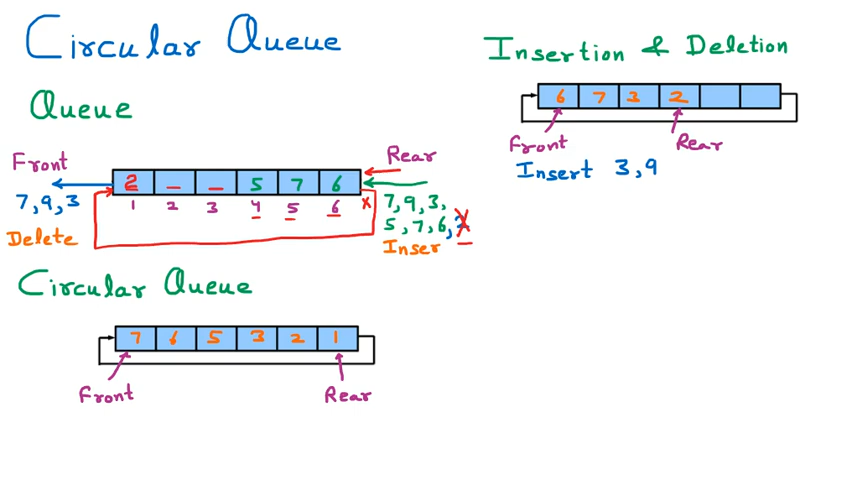 Circular Queue
Queue
Front
Rear
2 _ _ 5 7 6
1 2 3 4 5 6 x
7,9,3
Delete
7,9,3,
5,7,6,
Inser
Circular Queue
7 6 5 3 2 1
Front
Rear
Insertion & Deletion
6 7 3 2
Front
Rear
Insert 3,9